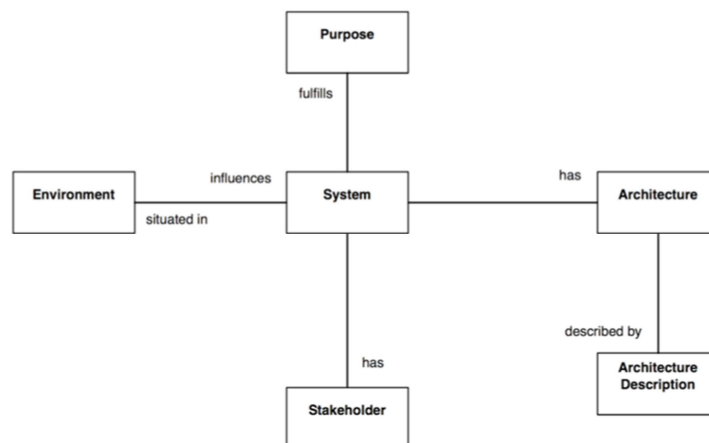 Purpose
fulfills
influences
has
Environment
System
Architecture
situated in
described by
has
Architecture
Description
Stakeholder